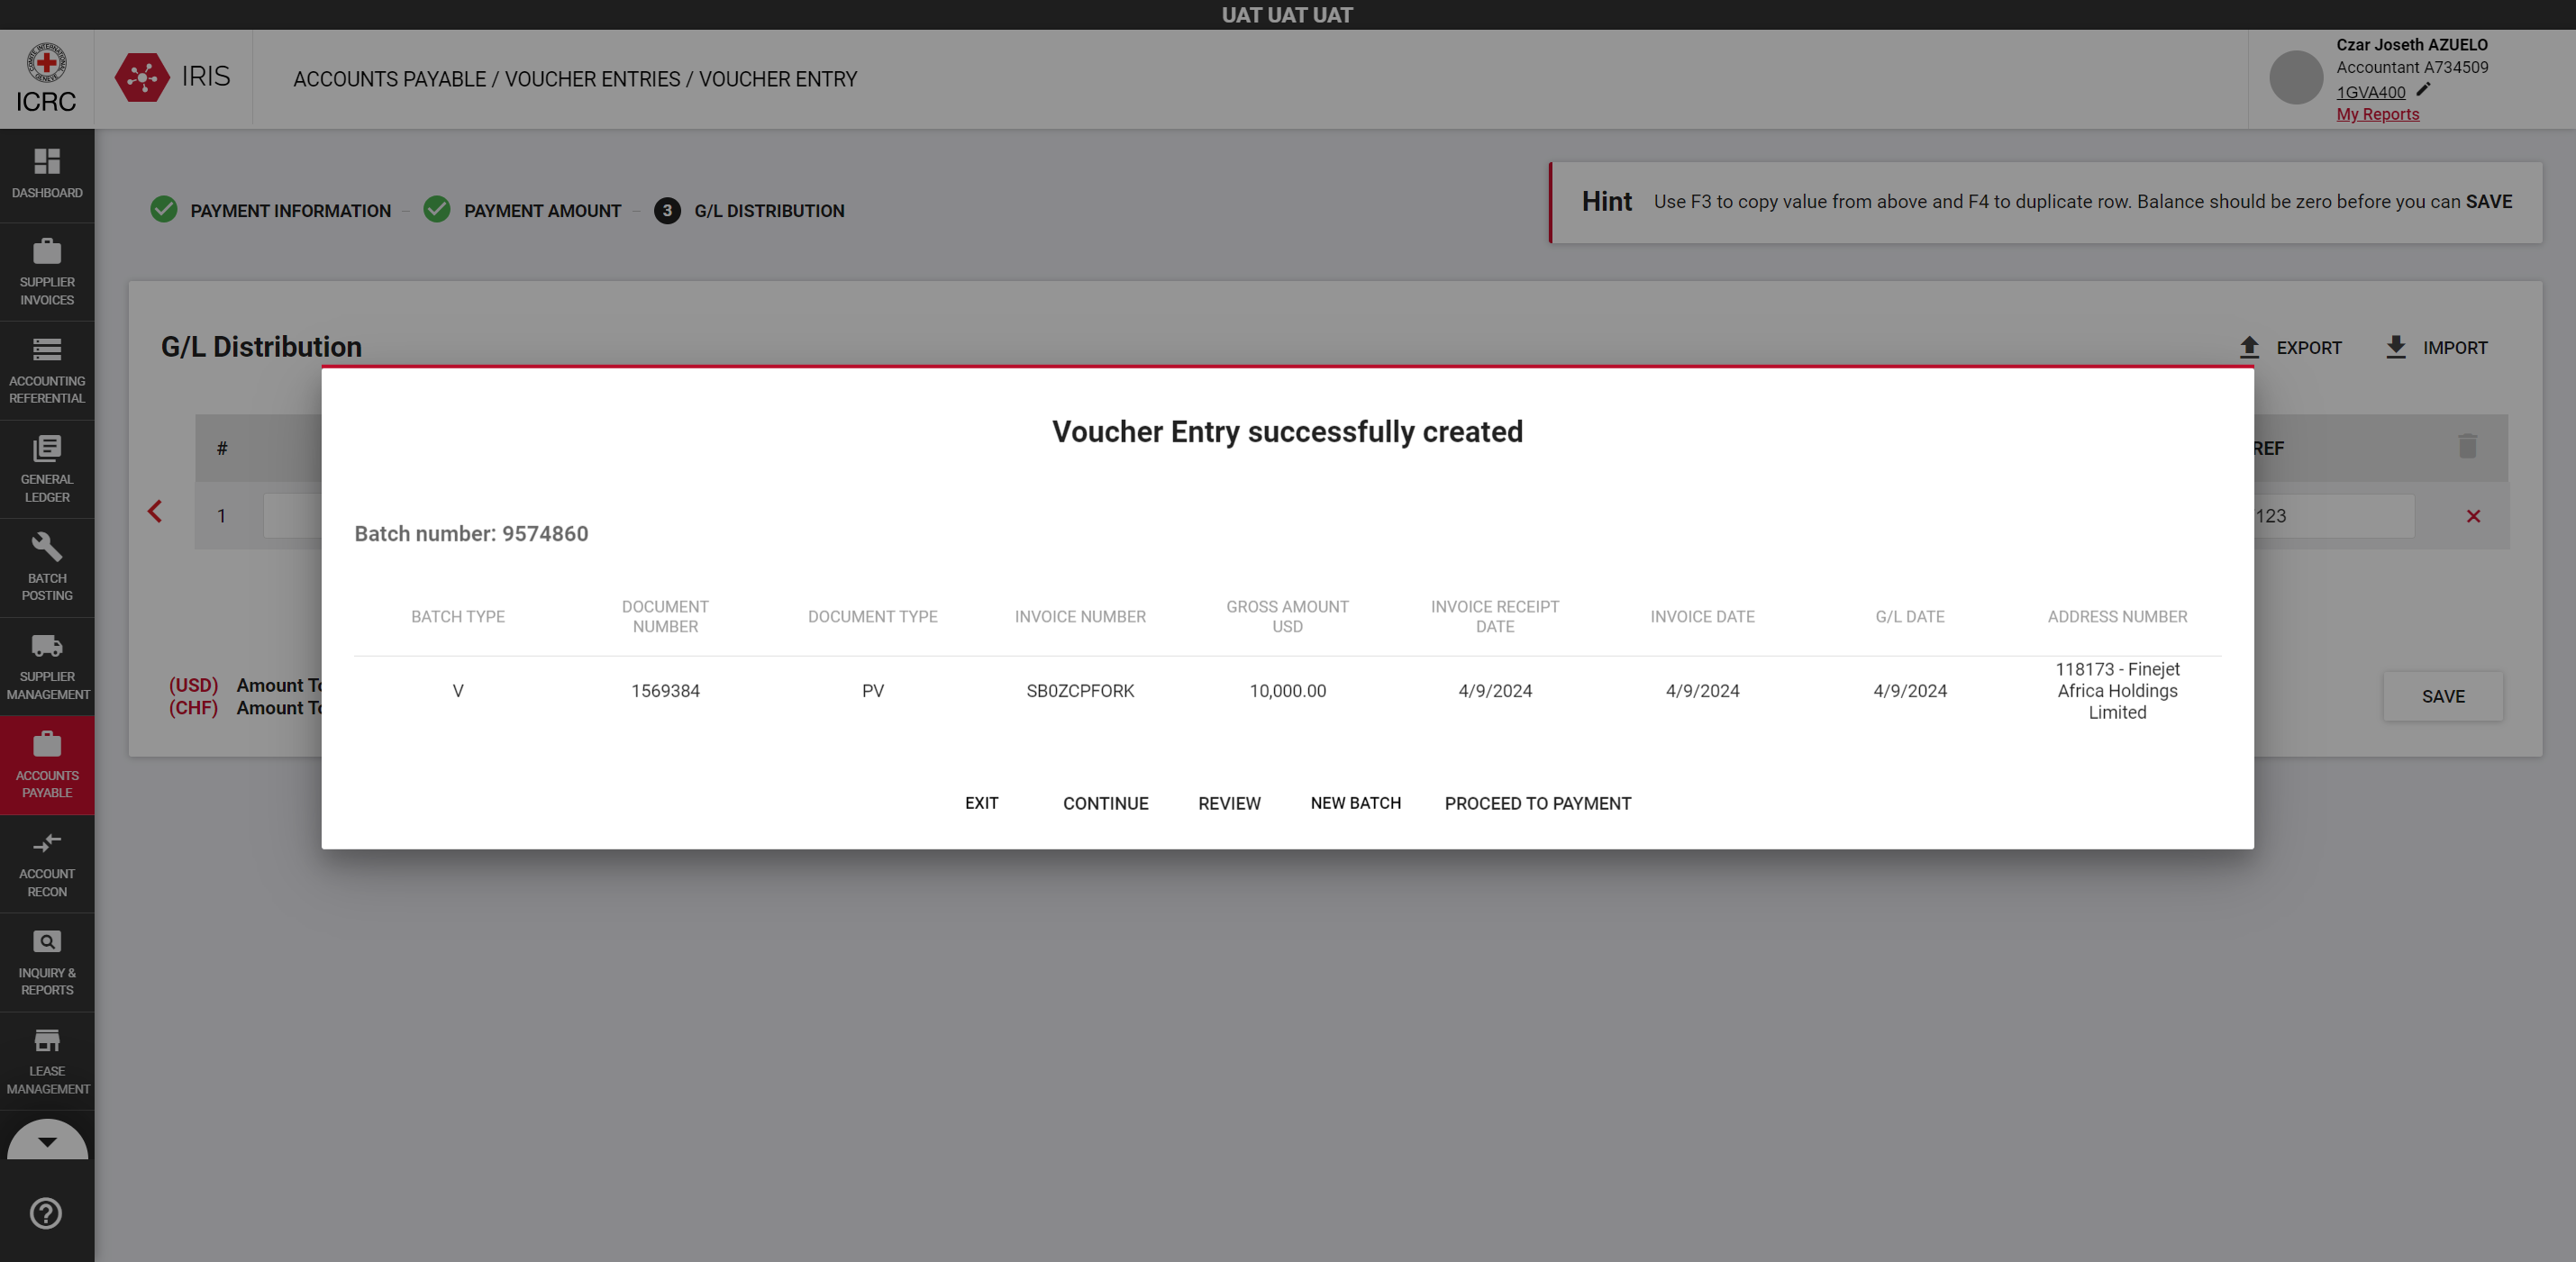 UAT UAT UAT
ICRC
IRIS
ACCOUNTS PAYABLE / VOUCHER ENTRIES / VOUCHER ENTRY
Czar Joseth AZUELO
Accountant A734509
1GVA400
My Reports
DASHBOARD
SUPPLIER
INVOICES
ACCOUNTING
REFERENTIAL
GENERAL
LEDGER
BATCH
POSTING
SUPPLIER
MANAGEMENT
ACCOUNTS
PAYABLE
ACCOUNT
RECON
INQUIRY &
REPORTS
LEASE
MANAGEMENT
PAYMENT INFORMATION
PAYMENT AMOUNT
3 G/L DISTRIBUTION
Hint Use F3 to copy value from above and F4 to duplicate row. Balance should be zero before you can SAVE
G/L Distribution
EXPORT
IMPORT
#
REF
1
123
(USD) Amount To
(CHF) Amount To
SAVE
Voucher Entry successfully created
Batch number: 9574860
BATCH TYPE
DOCUMENT
NUMBER
DOCUMENT TYPE
INVOICE NUMBER
GROSS AMOUNT
USD
INVOICE RECEIPT
DATE
INVOICE DATE
G/L DATE
ADDRESS NUMBER
V
1569384
PV
SB0ZCPFORK
10,000.00
4/9/2024
4/9/2024
4/9/2024
118173 - Finejet
Africa Holdings
Limited
EXIT
CONTINUE
REVIEW
NEW BATCH
PROCEED TO PAYMENT